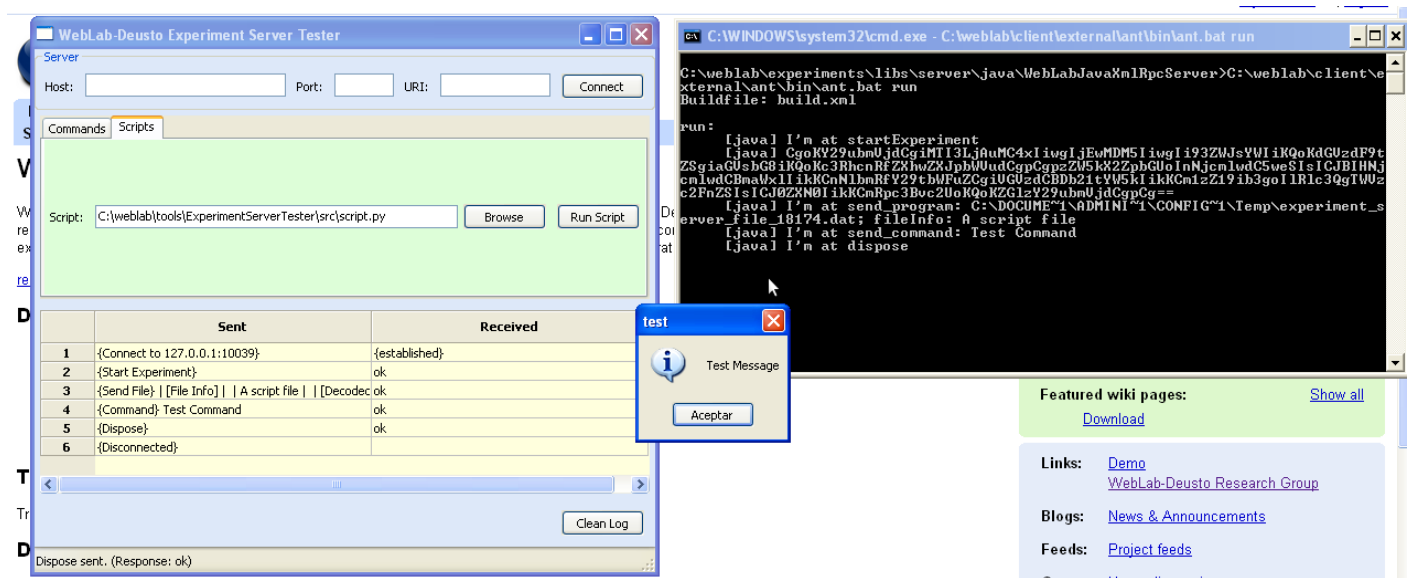 WebLab-Deusto Experiment Server Tester
Server
Host:
Port:
URI:
Connect
Commands
Scripts
Script:
C:\weblab\tools\ExperimentServerTester\src\script.py
Browse
Run Script
Sent
Received
1
{Connect to 127.0.0.1:10039}
{established}
2
{Start Experiment}
ok
3
{Send File} | [File Info] | | A script file | | [Decodec
ok
4
{Command} Test Command
ok
5
{Dispose}
ok
6
{Disconnected}
Clean Log
Dispose sent. (Response: ok)
C:\WINDOWS\system32\cmd.exe - C:\weblab\client\external\ant\bin\ant.bat run
C:\weblab\experiments\libs\server\java\WebLabJavaXmlRpcServer>C:\weblab\client\e
xternal\ant\bin\ant.bat run
Buildfile: build.xml
run:
[java] I'm at startExperiment
[java] I'm at send_program: C:\DOCUME~1\ADMINI~1\CONFIG~1\Temp\experiment_s
erver_file_18174.dat; fileInfo: A script file
[java] I'm at send_command: Test Command
[java] I'm at dispose
test
Test Message
Aceptar
Featured wiki pages:
Show all
Download
Links:
Demo
WebLab-Deusto Research Group
Blogs:
News & Announcements
Feeds:
Project feeds